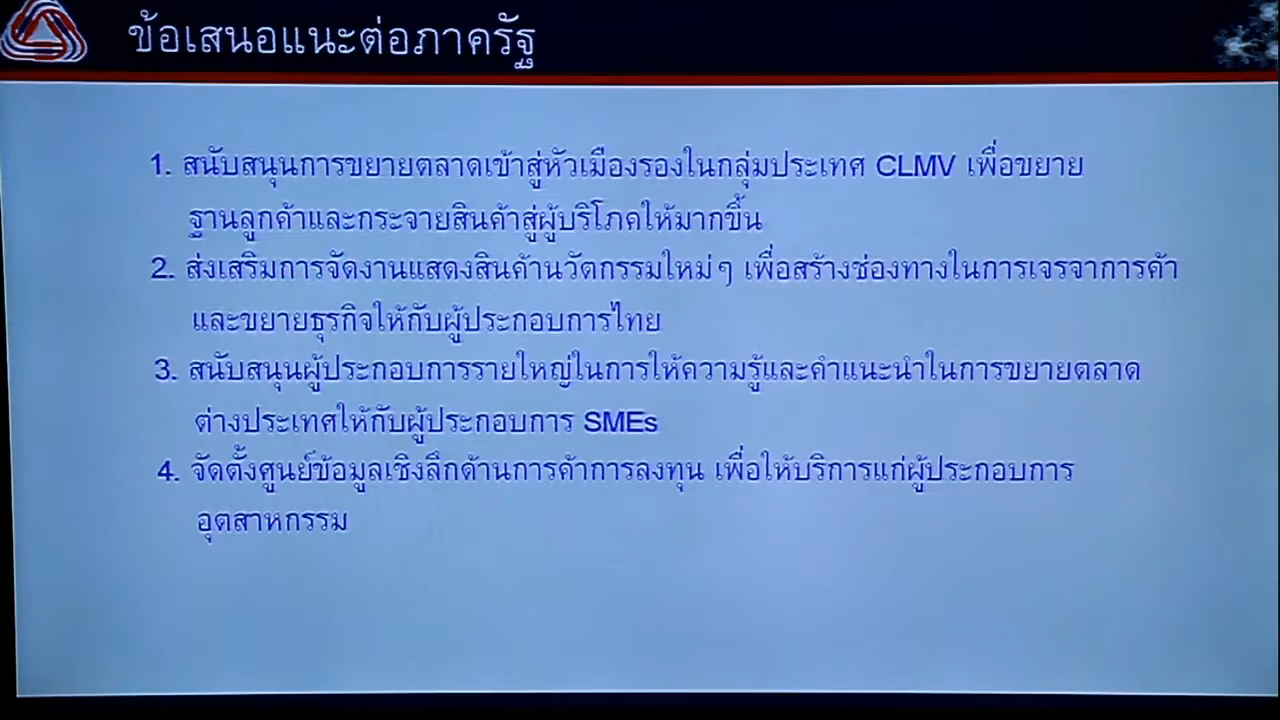 ข้อเสนอแนะต่อภาครัฐ
1. สนับสนุนการขยายตลาดเข้าสู่หัวเมืองรองในกลุ่มประเทศ CLMV เพื่อขยาย
ฐานลูกค้าและกระจายสินค้าสู่ผู้บริโภคให้มากขึ้น
2. ส่งเสริมการจัดงานแสดงสินค้านวัตกรรมใหม่ๆ เพื่อสร้างช่องทางในการเจรจาการค้า
และขยายธุรกิจให้กับผู้ประกอบการไทย
3. สนับสนุนผู้ประกอบการรายใหญ่ในการให้ความรู้และคำแนะนำในการขยายตลาด
ต่างประเทศให้กับผู้ประกอบการ SMEs
4. จัดตั้งศูนย์ข้อมูลเชิงลึกด้านการค้าการลงทุน เพื่อให้บริการแก่ผู้ประกอบการ
อุตสาหกรรม